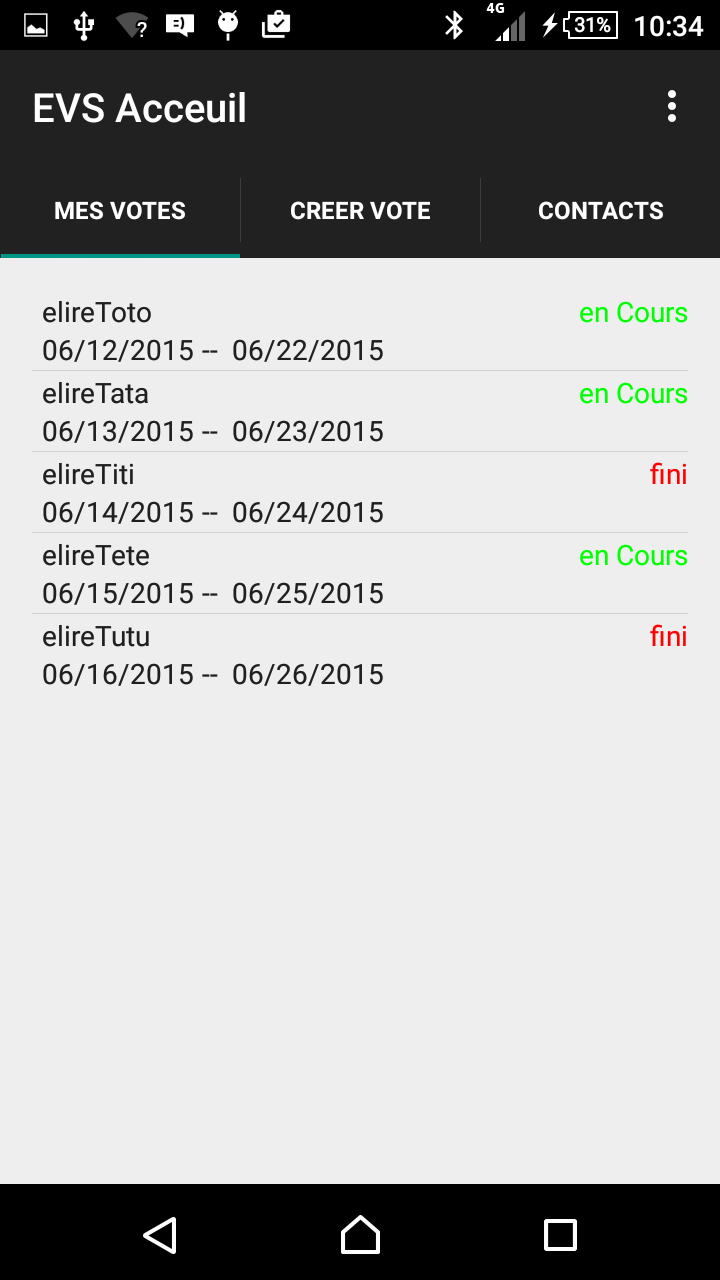 4G 31% 10:34
EVS Acceuil
MES VOTES CREER VOTE CONTACTS
elireToto en Cours
06/12/2015 -- 06/22/2015
elireTata en Cours
06/13/2015 -- 06/23/2015
elireTiti fini
06/14/2015 -- 06/24/2015
elireTete en Cours
06/15/2015 -- 06/25/2015
elireTutu fini
06/16/2015 -- 06/26/2015